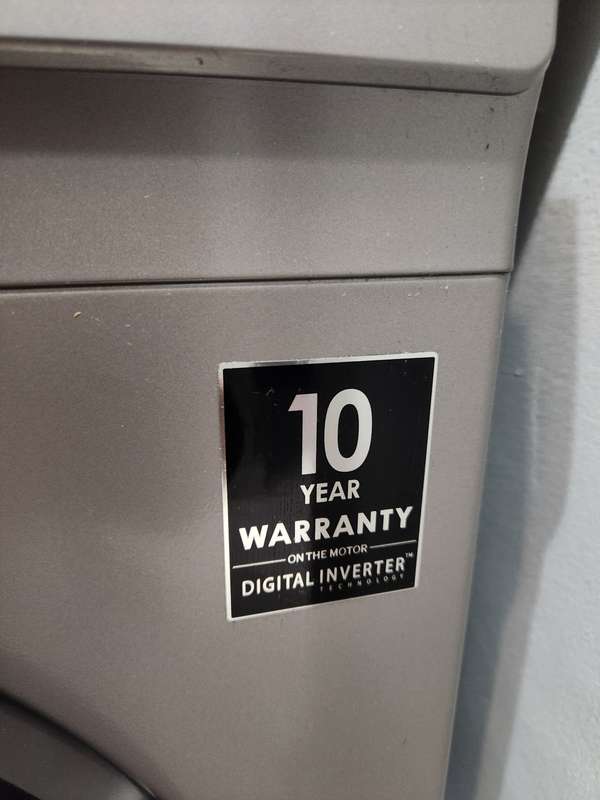 10
YEAR
WARRANTY
ON THE MOTOR
DIGITAL INVERTER™
TECHNOLOGY